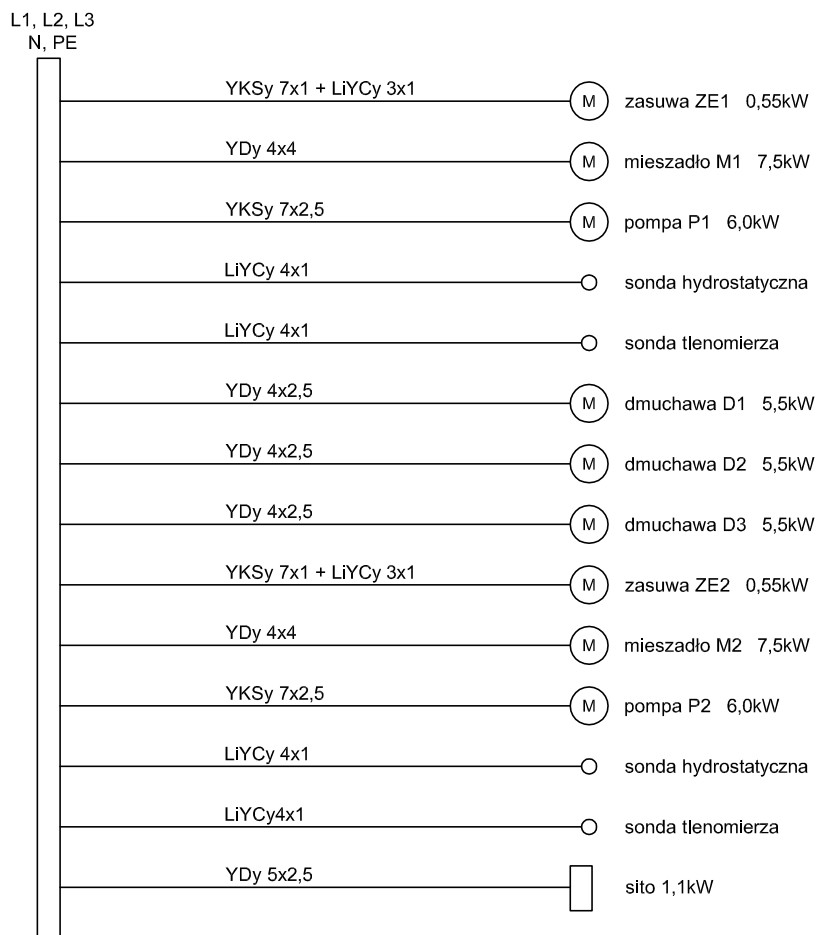 L1, L2, L3
N, PE
YKSy 7x1 + LiYCy 3x1 M zasuwa ZE1 0,55kW
YDy 4x4 M mieszadło M1 7,5kW
YKSy 7x2,5 M pompa P1 6,0kW
LiYCy 4x1 sonda hydrostatyczna
LiYCy 4x1 sonda tlenomierza
YDy 4x2,5 M dmuchawa D1 5,5kW
YDy 4x2,5 M dmuchawa D2 5,5kW
YDy 4x2,5 M dmuchawa D3 5,5kW
YKSy 7x1 + LiYCy 3x1 M zasuwa ZE2 0,55kW
YDy 4x4 M mieszadło M2 7,5kW
YKSy 7x2,5 M pompa P2 6,0kW
LiYCy 4x1 sonda hydrostatyczna
LiYCy4x1 sonda tlenomierza
YDy 5x2,5 sito 1,1kW